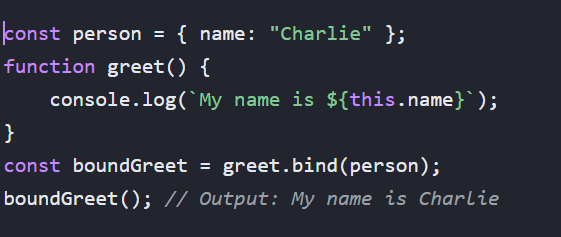 const person = { name: "Charlie" };
function greet() {
    console.log(`My name is ${this.name}`);
}
const boundGreet = greet.bind(person);
boundGreet(); // Output: My name is Charlie